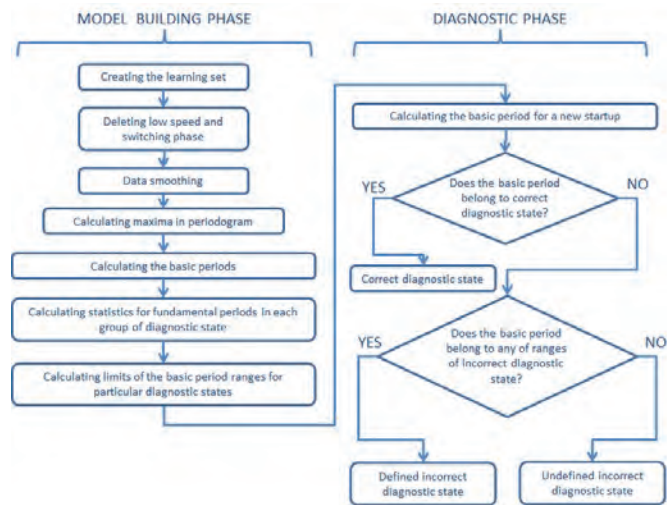 MODEL BUILDING PHASE
Creating the learning set
Deleting low speed and
switching phase
Data smoothing
Calculating maxima in periodogram
Calculating the basic periods
Calculating statistics for fundamental periods in each
group of diagnostic state
Calculating limits of the basic period ranges for
particular diagnostic states
DIAGNOSTIC PHASE
Calculating the basic period for a new startup
Does the basic period
belong to correct
diagnostic state?
YES
NO
Correct diagnostic state
Does the basic period
belong to any of ranges
of incorrect diagnostic
state?
YES
NO
Defined incorrect
diagnostic state
Undefined incorrect
diagnostic state